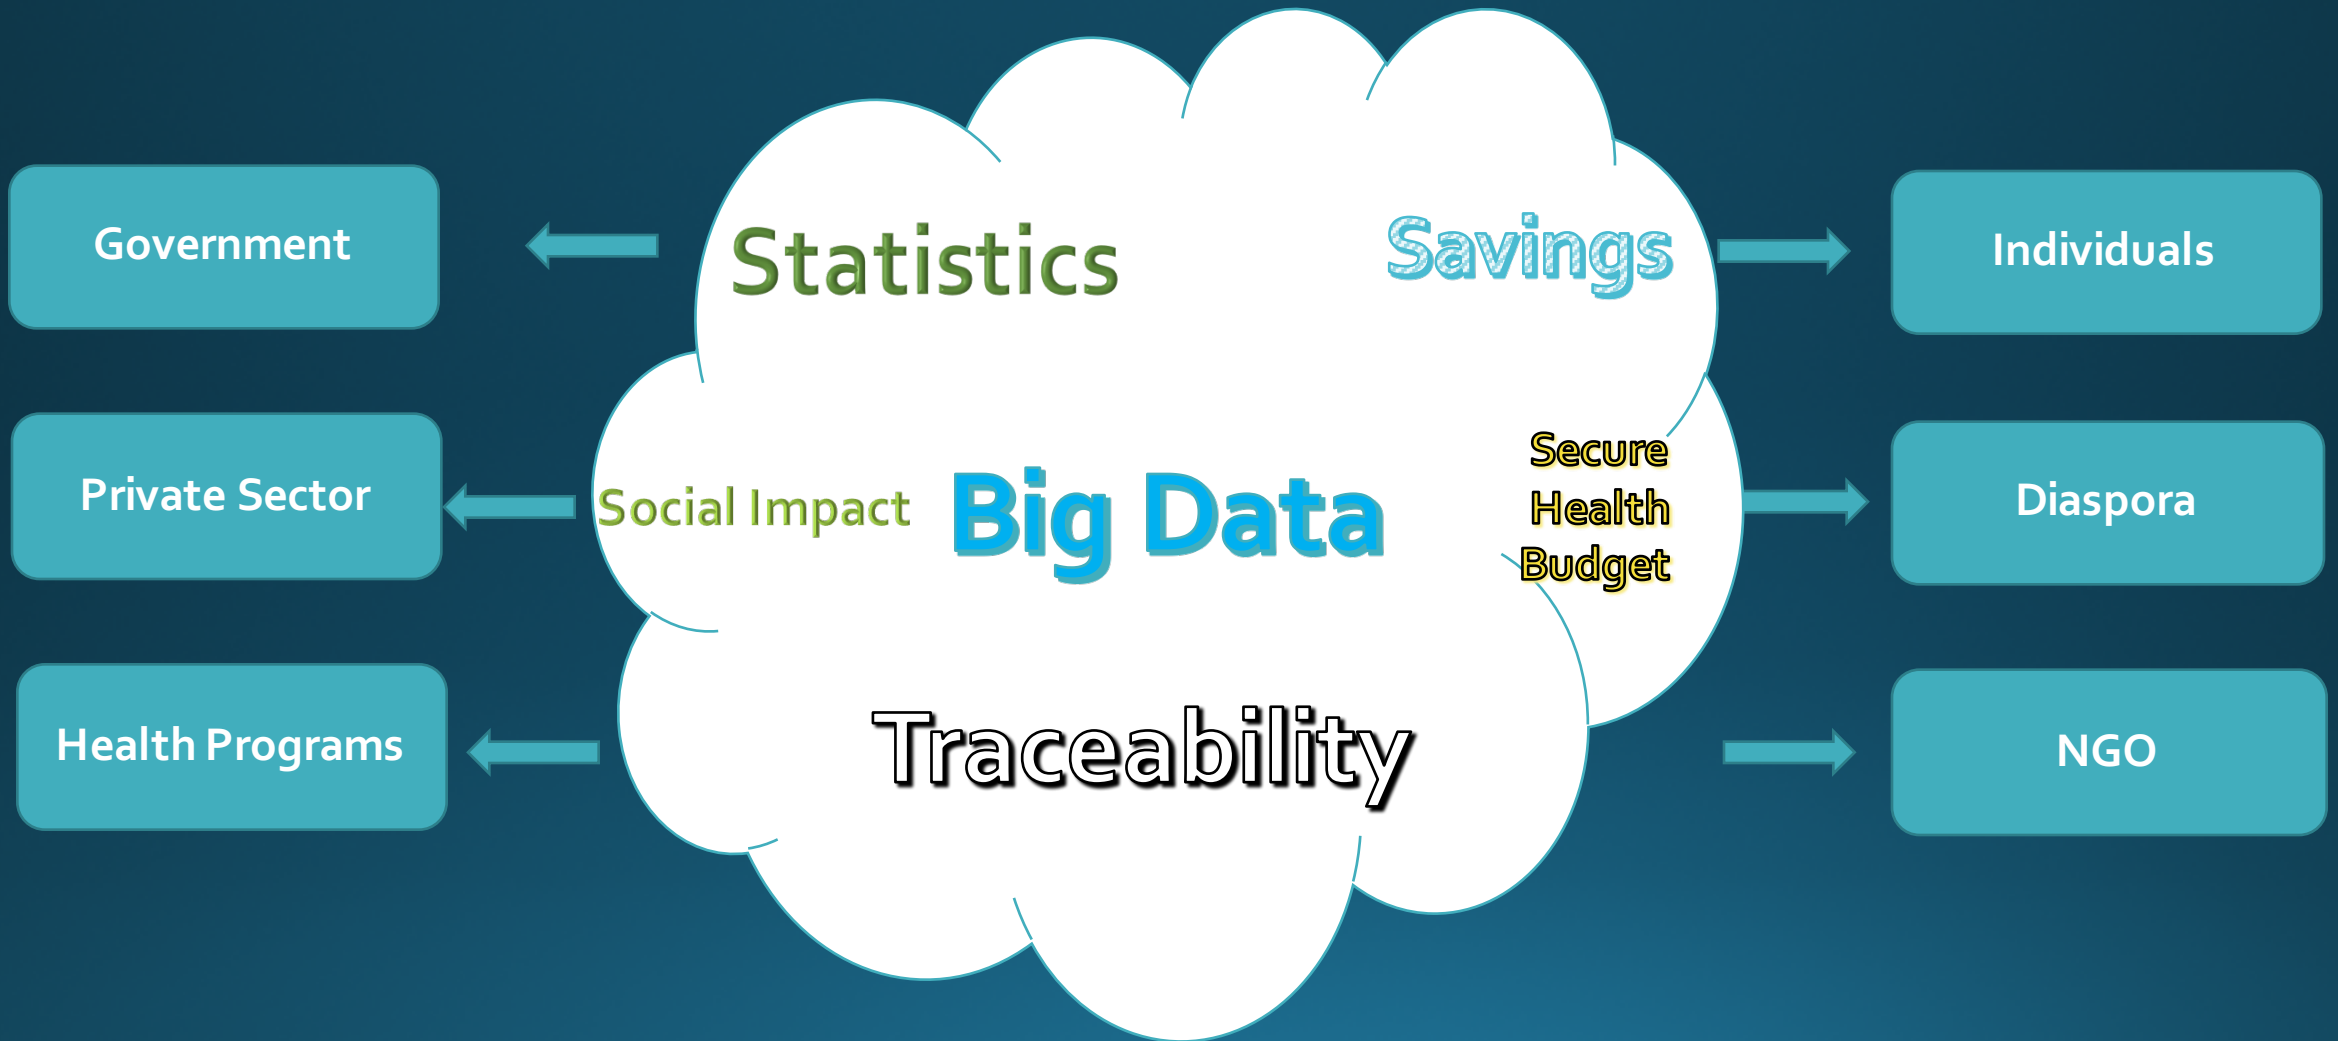 Government
Statistics
Savings
Individuals
Private Sector
Social Impact
Big Data
Secure
Health
Budget
Diaspora
Health Programs
Traceability
NGO